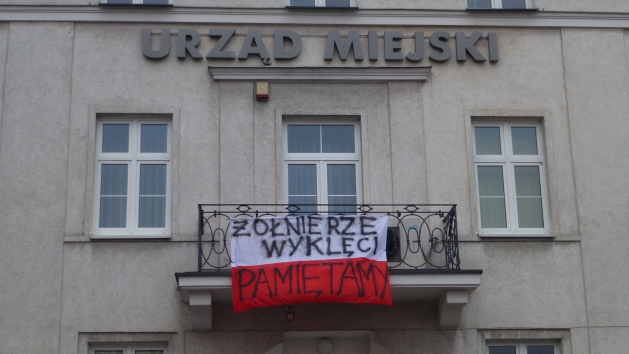 URZĄD MIEJSKI
ŻOŁNIERZE
WYKLĘCI
PAMIĘTAMY